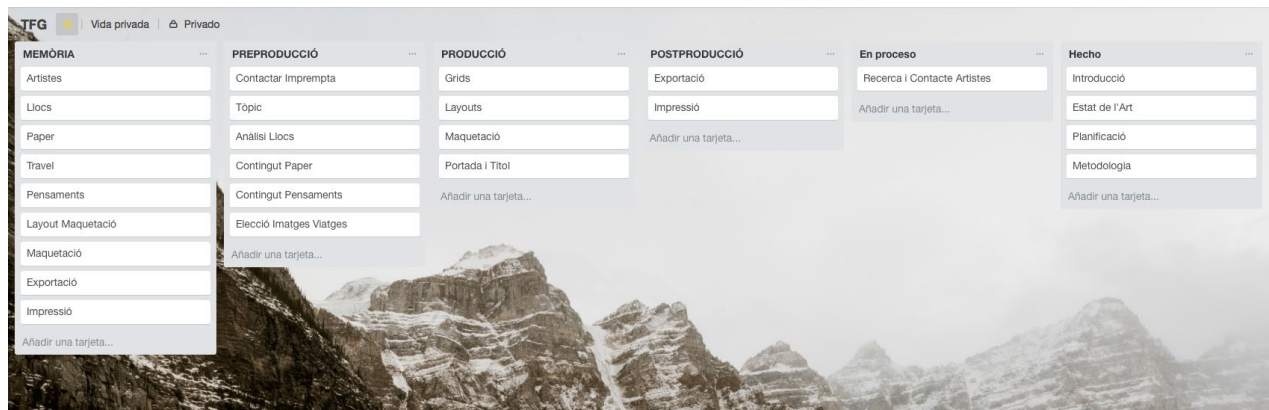 TFG
Vida privada
Privado
MEMÒRIA
Artistes
Llocs
Paper
Travel
Pensaments
Layout Maquetació
Maquetació
Exportació
Impressió
Añadir una tarjeta...
PREPRODUCCIÓ
Contactar Imprempta
Tòpic
Anàlisi Llocs
Contingut Paper
Contingut Pensaments
Elecció Imatges Viatges
Añadir una tarjeta...
PRODUCCIÓ
Grids
Layouts
Maquetació
Portada i Títol
Añadir una tarjeta...
POSTPRODUCCIÓ
Exportació
Impressió
Añadir una tarjeta...
En proceso
Recerca i Contacte Artistes
Añadir una tarjeta...
Hecho
Introducció
Estat de l'Art
Planificació
Metodologia
Añadir una tarjeta...